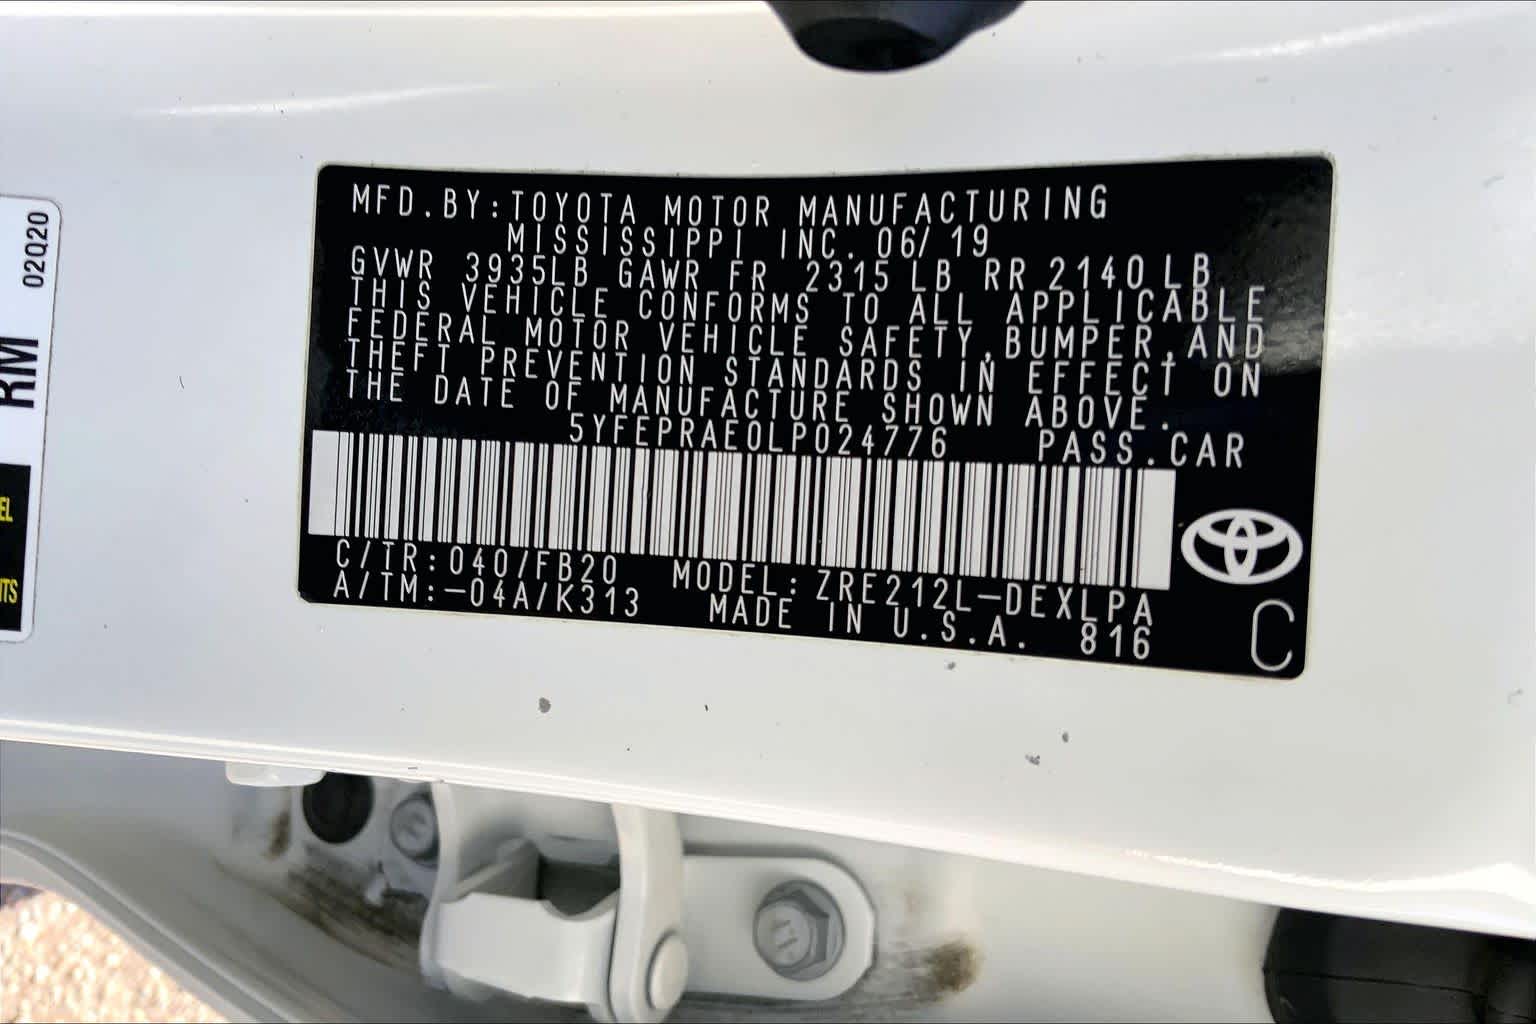 MFD.BY:TOYOTA MOTOR MANUFACTURING
MISSISSIPPI INC. 06/19
GVWR 3935LB GAWR FR 2315 LB RR 2140LB
THIS VEHICLE CONFORMS TO ALL APPLICABLE
FEDERAL MOTOR VEHICLE SAFETY,BUMPER,AND
THEFT PREVENTION STANDARDS IN EFFECT ON
THE DATE OF MANUFACTURE SHOWN ABOVE.
5YFEPRAE0LP024776 PASS.CAR
C/TR:040/FB20 MODEL:ZRE212L-DEXLPA
A/TM:-04A/K313 MADE IN U.S.A. 816
C
02Q20
RM